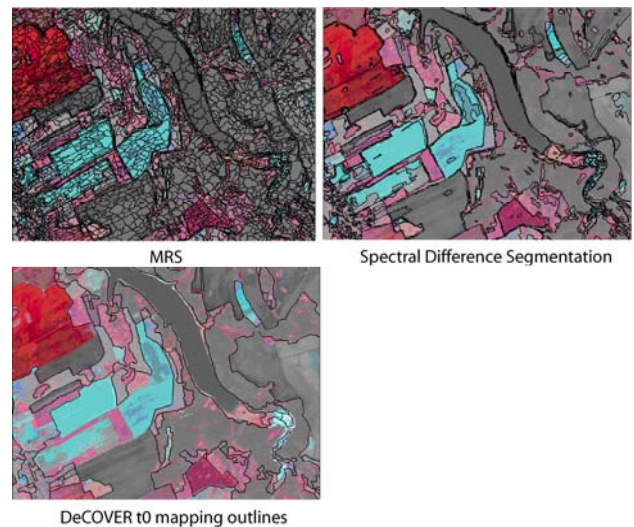 MRS
Spectral Difference Segmentation
DeCOVER t0 mapping outlines